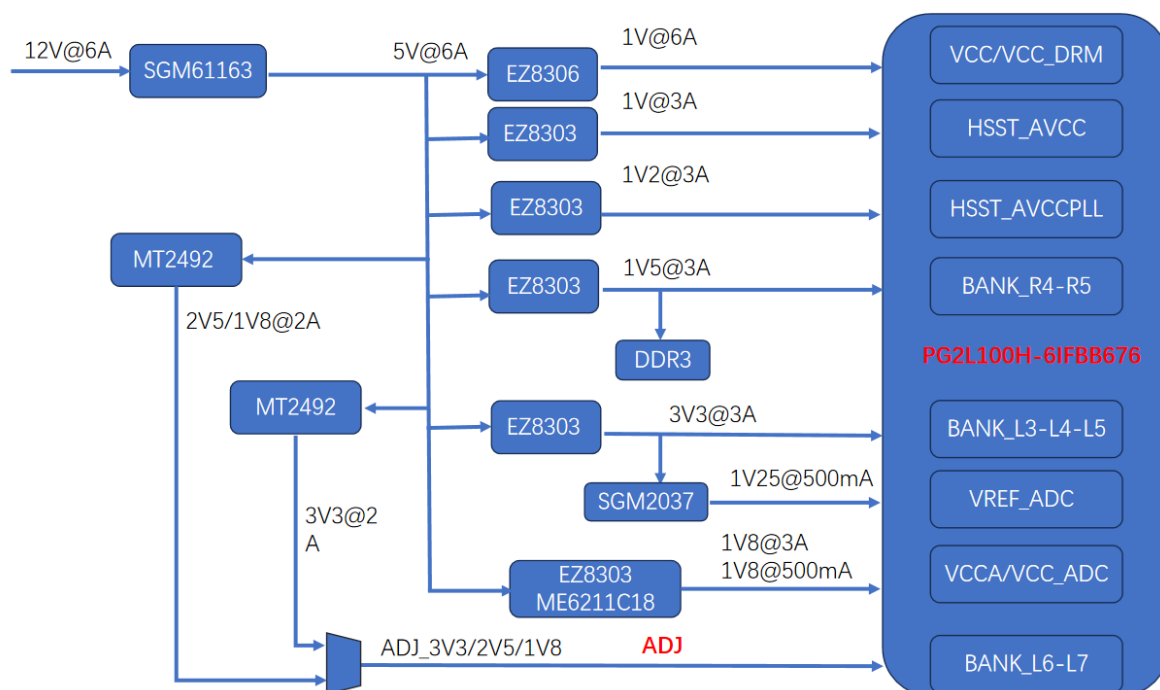 12V@6A
SGM61163
5V@6A
EZ8306
1V@6A
VCC/VCC_DRM
EZ8303
1V@3A
HSST_AVCC
EZ8303
1V2@3A
HSST_AVCCPLL
MT2492
2V5/1V8@2A
EZ8303
1V5@3A
DDR3
BANK_R4-R5
PG2L100H-6IFBB676
MT2492
3V3@2
A
EZ8303
3V3@3A
BANK_L3-L4-L5
SGM2037
1V25@500mA
VREF_ADC
EZ8303
ME6211C18
1V8@3A
1V8@500mA
VCCA/VCC_ADC
ADJ_3V3/2V5/1V8
ADJ
BANK_L6-L7